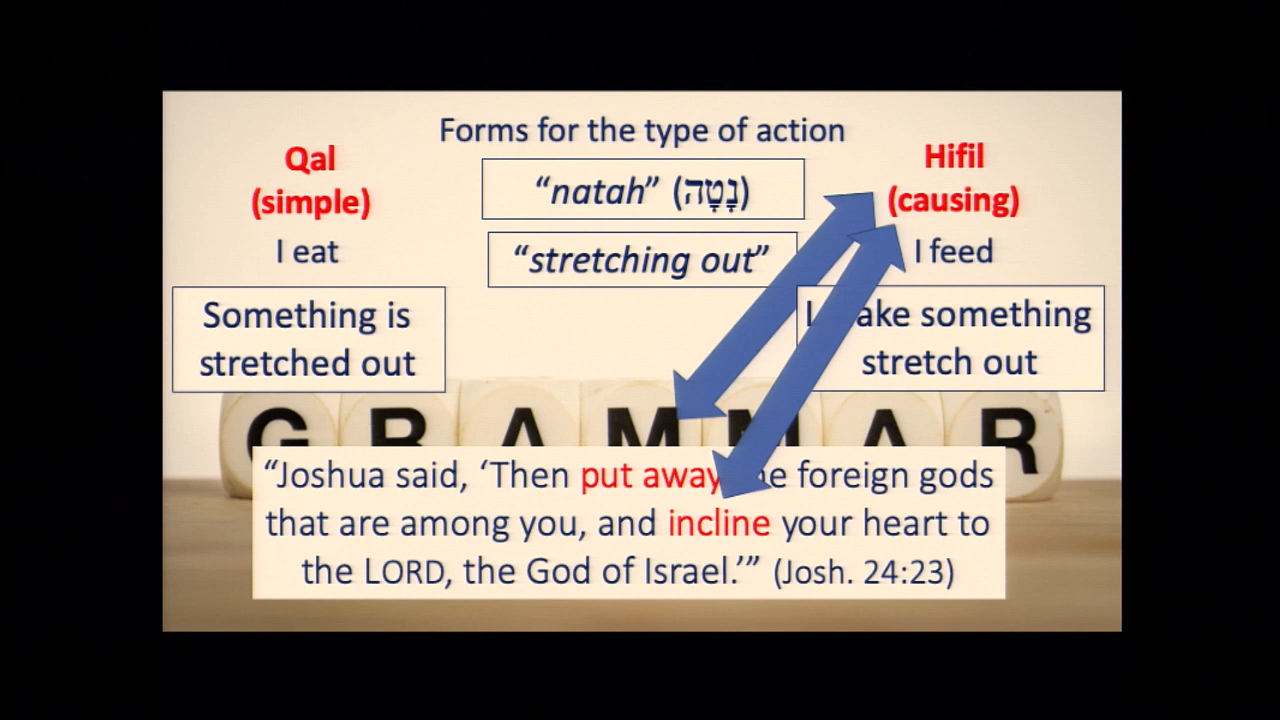 Forms for the type of action
Qal
(simple)
I eat
Something is
stretched out
“natah” (נָטָה)
“stretching out”
Hifil
(causing)
I feed
I ake something
stretch out
GRAMMAR
“Joshua said, ‘Then put away he foreign gods
that are among you, and incline your heart to
the LORD, the God of Israel.’” (Josh. 24:23)